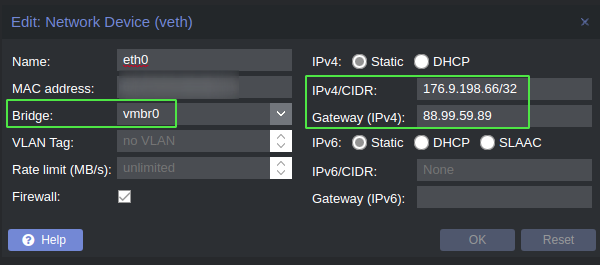 Edit: Network Device (veth)
Name: eth0
MAC address:
Bridge: vmbr0
VLAN Tag: no VLAN
Rate limit (MB/s): unlimited
Firewall:
IPv4: Static DHCP
IPv4/CIDR: 176.9.198.66/32
Gateway (IPv4): 88.99.59.89
IPv6: Static DHCP SLAAC
IPv6/CIDR: None
Gateway (IPv6):
? Help
OK
Reset